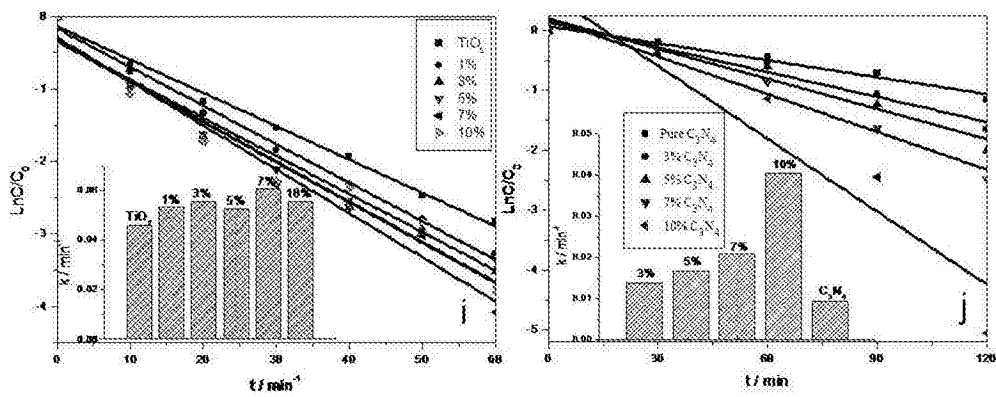 0
TiO2
1%
3%
5%
7%
10%
-1
-2
-3
-4
LnC/C0
0.06
0.04
0.02
0.00
k / min-1
TiO2
1%
3%
5%
7%
10%
j
0
10
20
30
40
50
60
t / min-1
0
-1
-2
-3
-4
-5
LnC/C0
Pure C3N4
3% C3N4
5% C3N4
7% C3N4
10% C3N4
0.05
0.04
0.03
0.02
0.01
0.00
k / min-1
3%
5%
7%
10%
C3N4
j
0
30
60
90
120
t / min